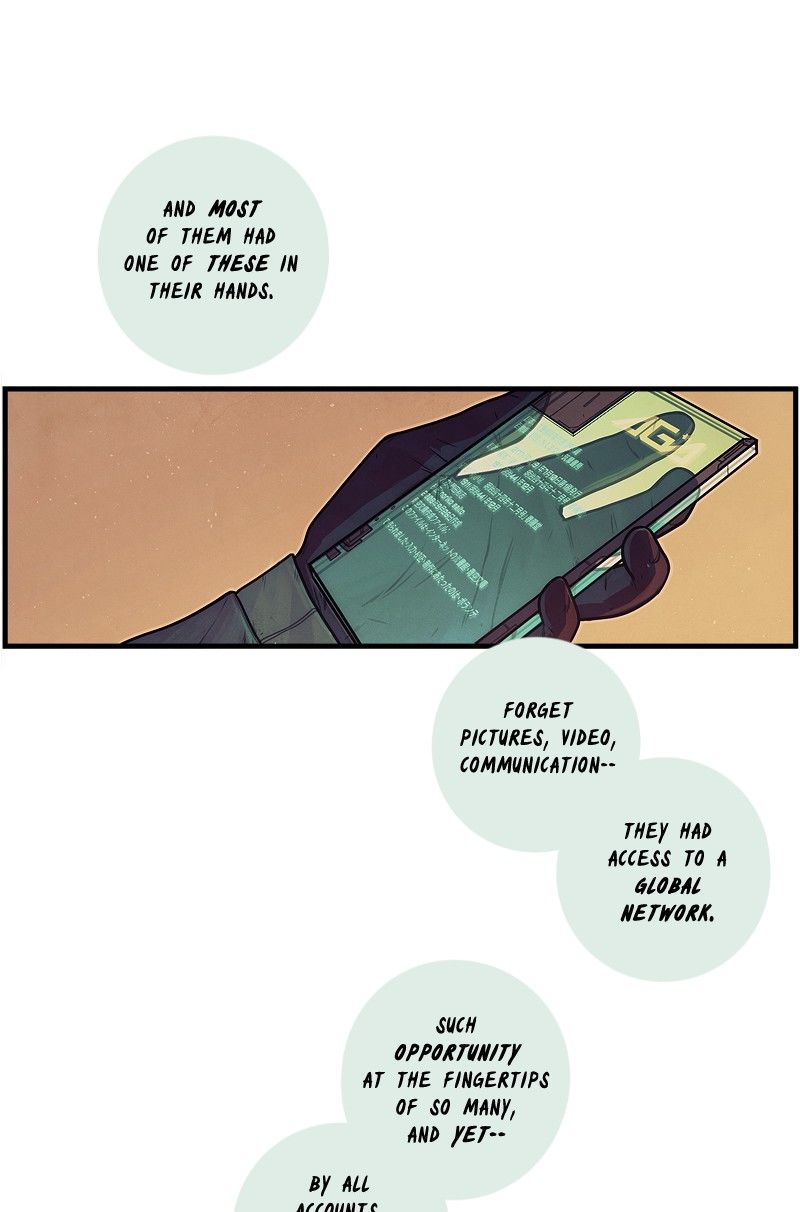 AND MOST
OF THEM HAD
ONE OF THESE IN
THEIR HANDS.
FORGET
PICTURES, VIDEO,
COMMUNICATION--
THEY HAD
ACCESS TO A
GLOBAL
NETWORK.
SUCH
OPPORTUNITY
AT THE FINGERTIPS
OF SO MANY,
AND YET--
BY ALL
ACCOUNTS